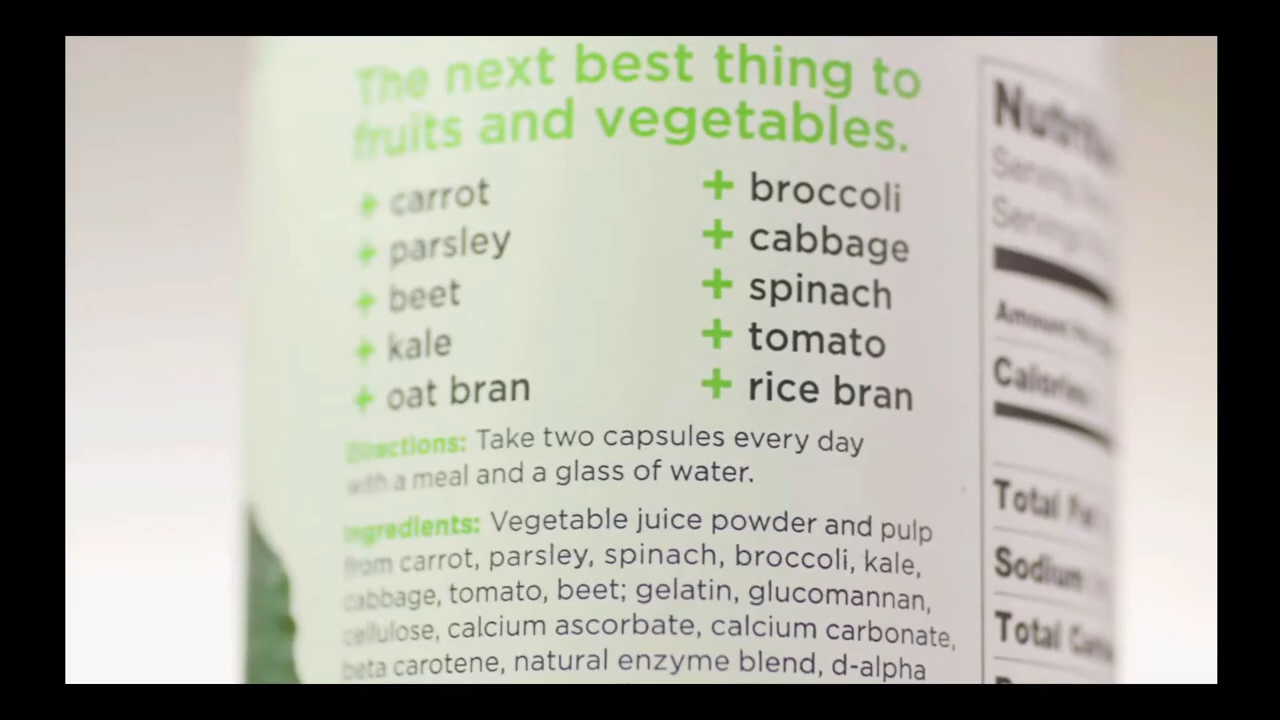 The next best thing to
fruits and vegetables.
+ carrot
+ parsley
+ beet
+ kale
+ oat bran
+ broccoli
+ cabbage
+ spinach
+ tomato
+ rice bran
Directions: Take two capsules every day
with a meal and a glass of water.
Ingredients: Vegetable juice powder and pulp
from carrot, parsley, spinach, broccoli, kale,
cabbage, tomato, beet; gelatin, glucomannan,
cellulose, calcium ascorbate, calcium carbonate,
beta carotene, natural enzyme blend, d-alpha
Serving
Amount
Calories
Total Fat
Sodium
Total